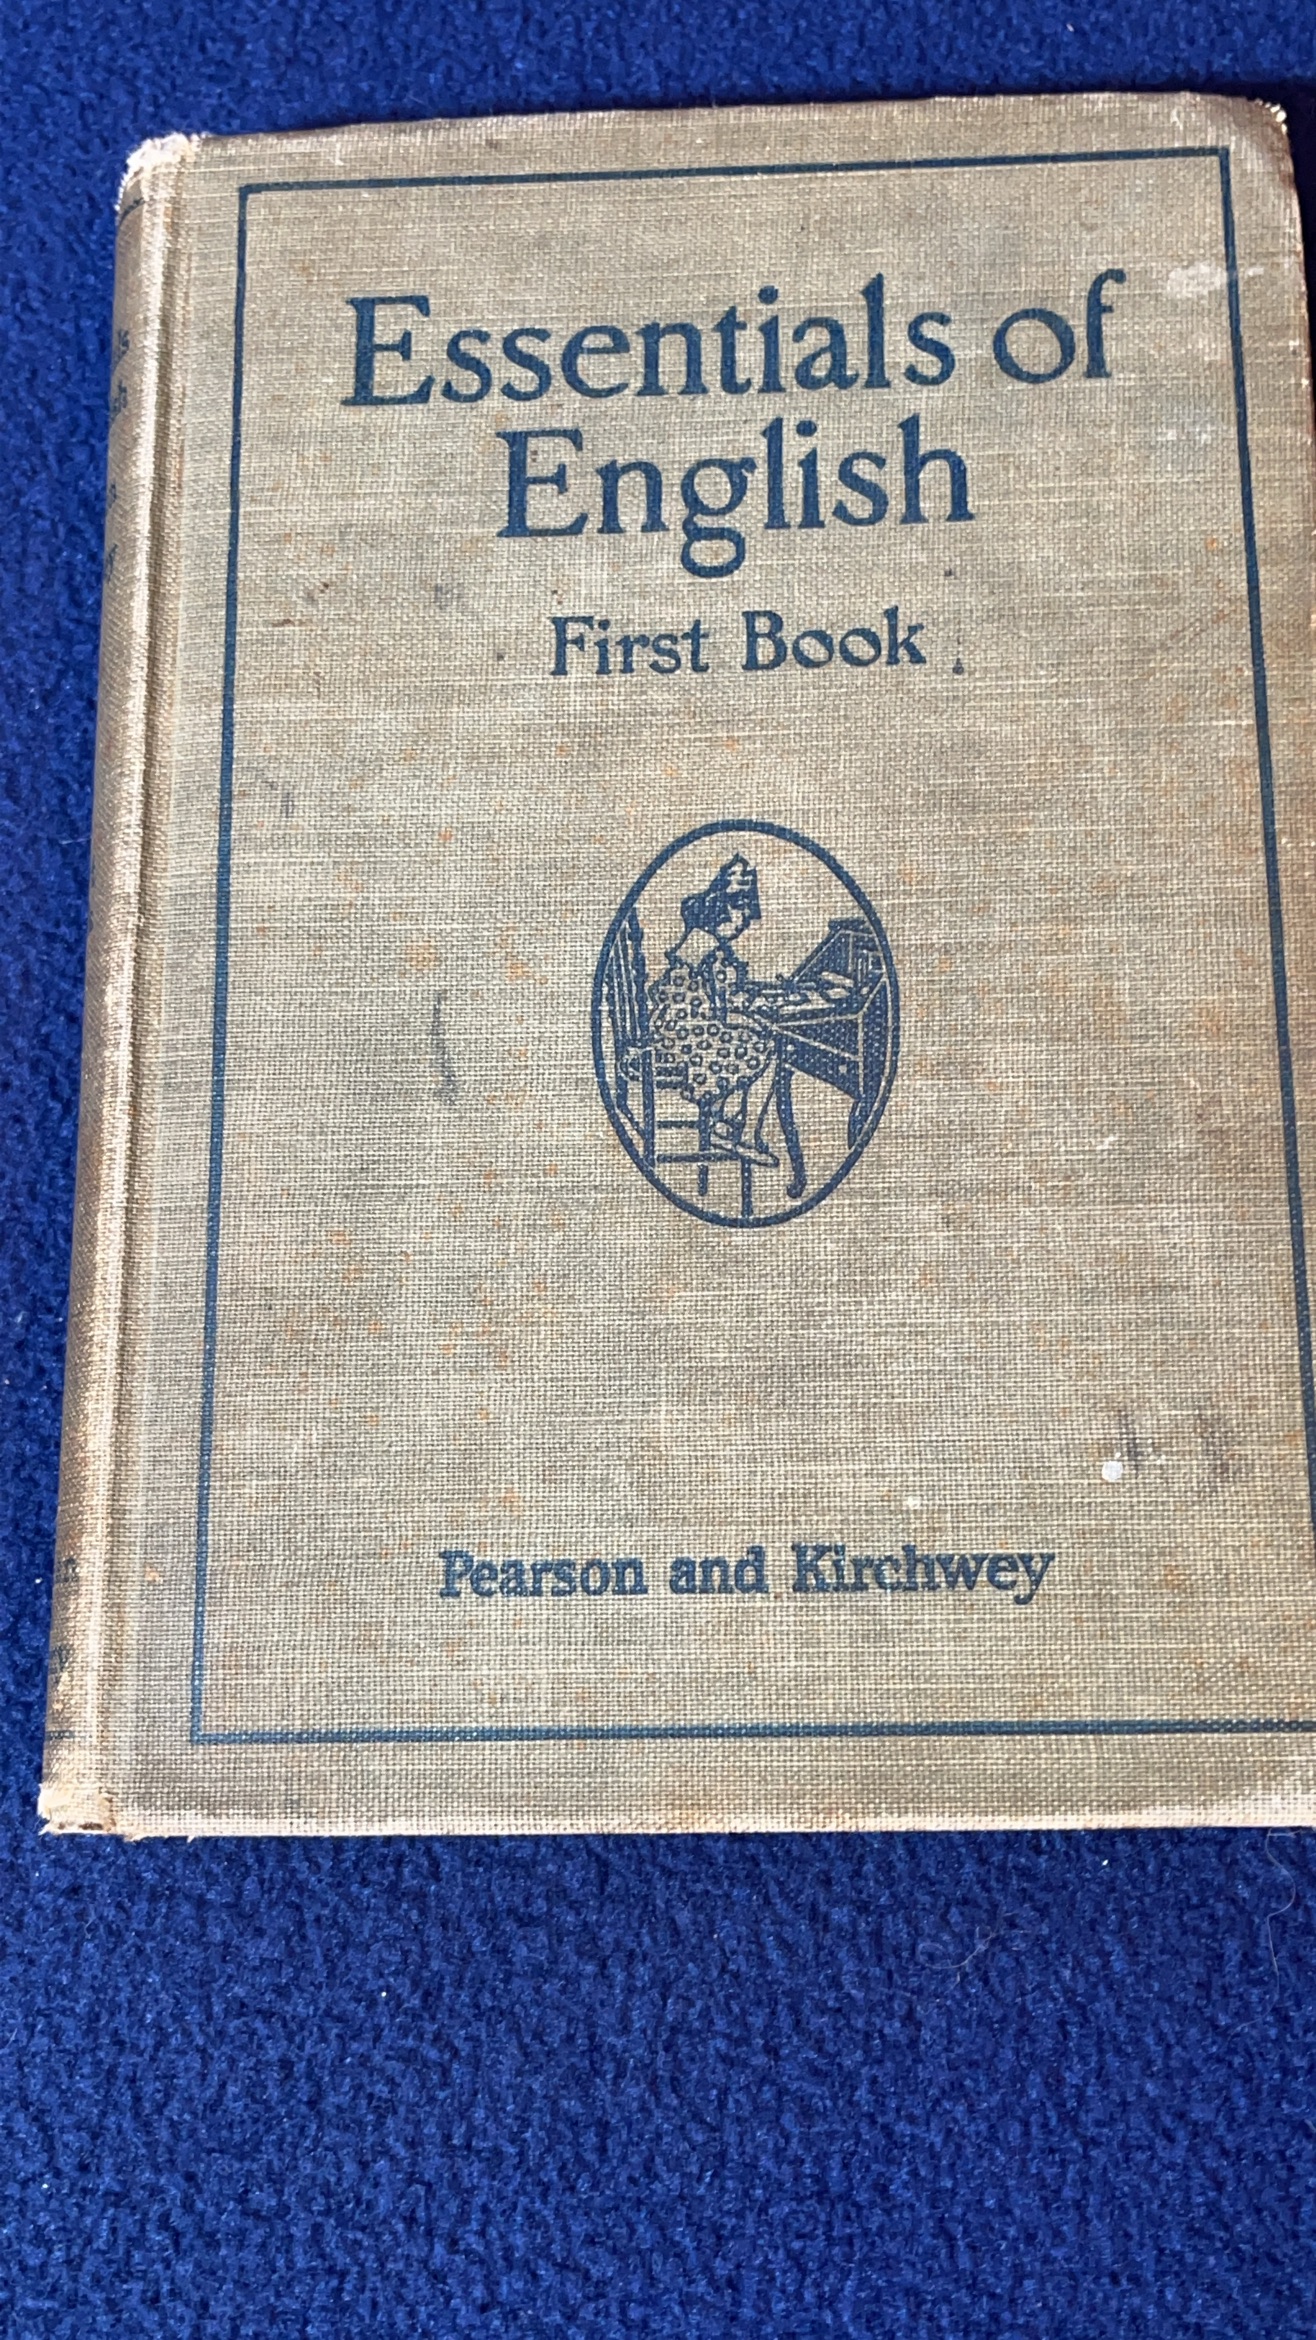 Essentials of
English
First Book
Pearson and Kirchwey